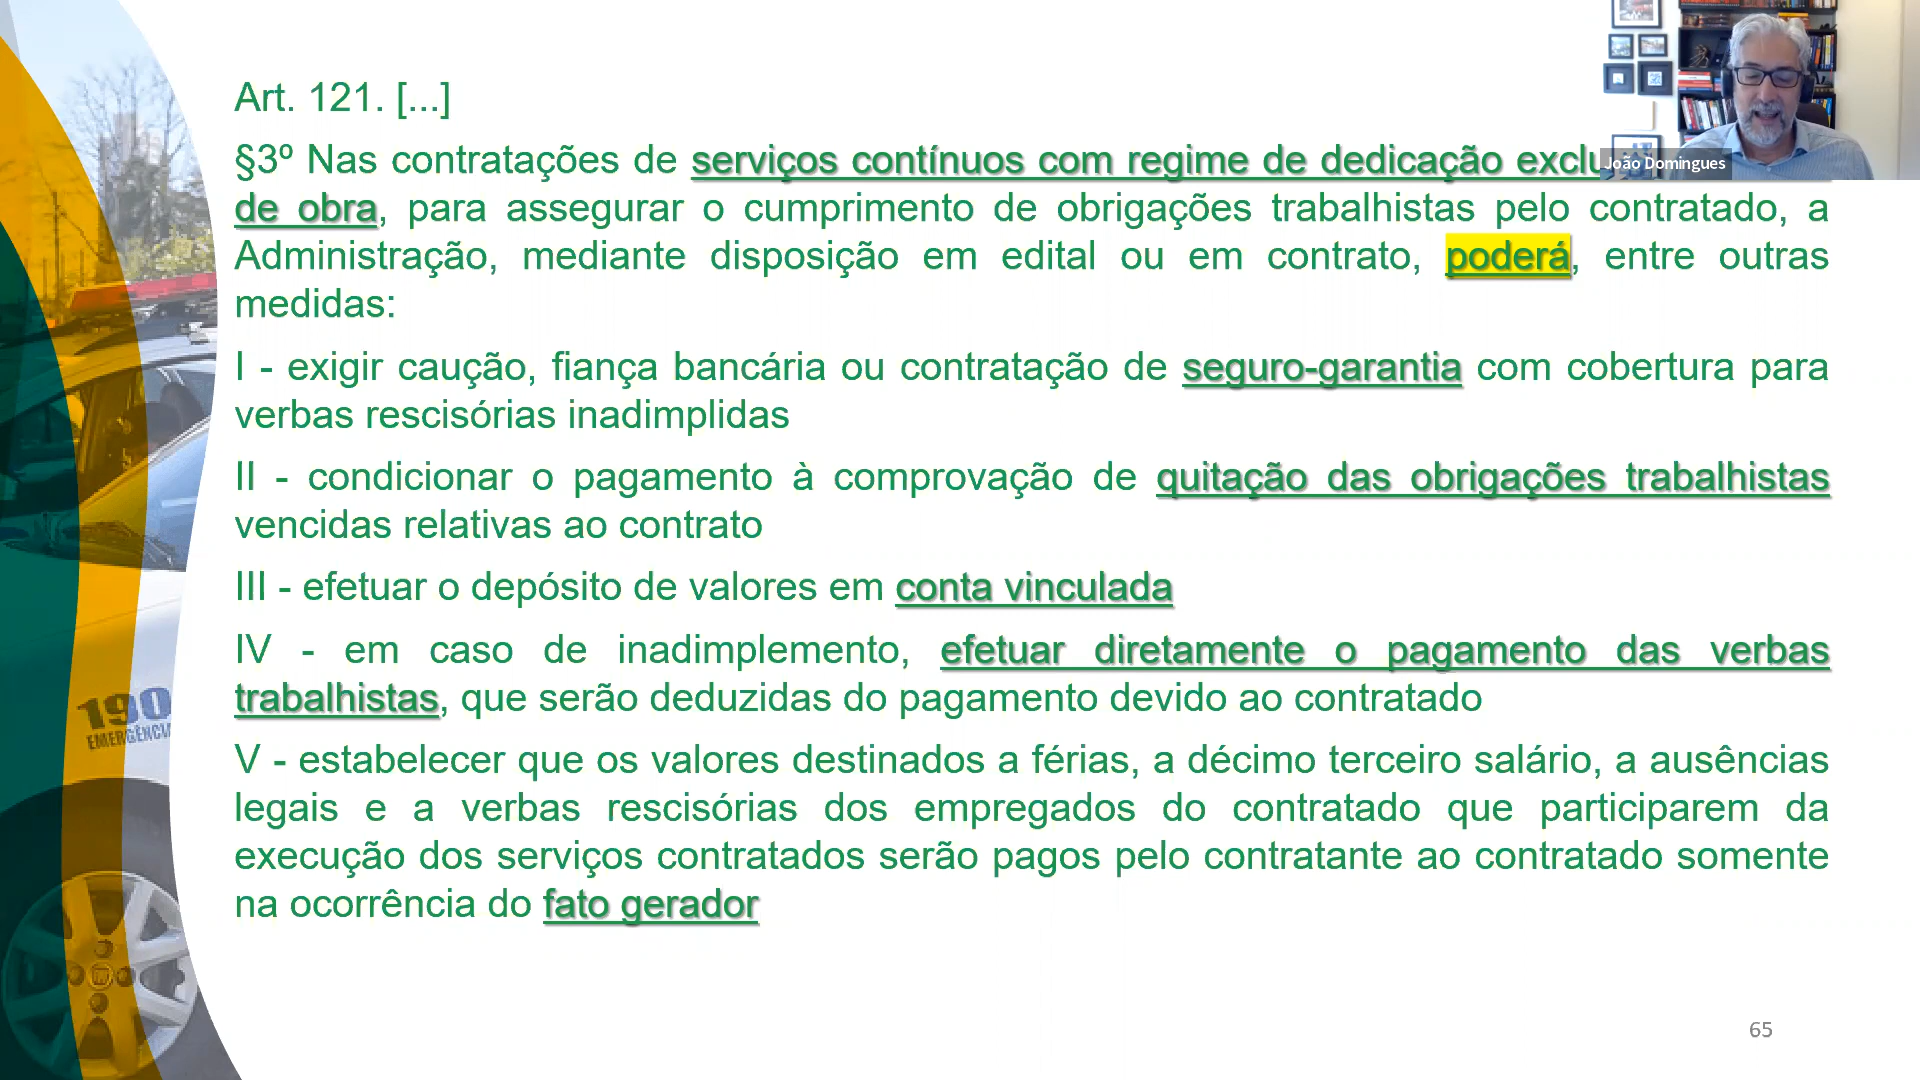 Art. 121. [...]
§3º Nas contratações de serviços contínuos com regime de dedicação
João Domingues
de obra, para assegurar o cumprimento de obrigações trabalhistas pelo contratado, a
Administração, mediante disposição em edital ou em contrato, poderá, entre outras
medidas:
I - exigir caução, fiança bancária ou contratação de seguro-garantia com cobertura para
verbas rescisórias inadimplidas
II - condicionar o pagamento à comprovação de quitação das obrigações trabalhistas
vencidas relativas ao contrato
III - efetuar o depósito de valores em conta vinculada
IV - em caso de inadimplemento, efetuar diretamente o pagamento das verbas
trabalhistas, que serão deduzidas do pagamento devido ao contratado
V - estabelecer que os valores destinados a férias, a décimo terceiro salário, a ausências
legais e a verbas rescisórias dos empregados do contratado que participarem da
execução dos serviços contratados serão pagos pelo contratante ao contratado somente
na ocorrência do fato gerador
190
EMERGÊNCIA
65